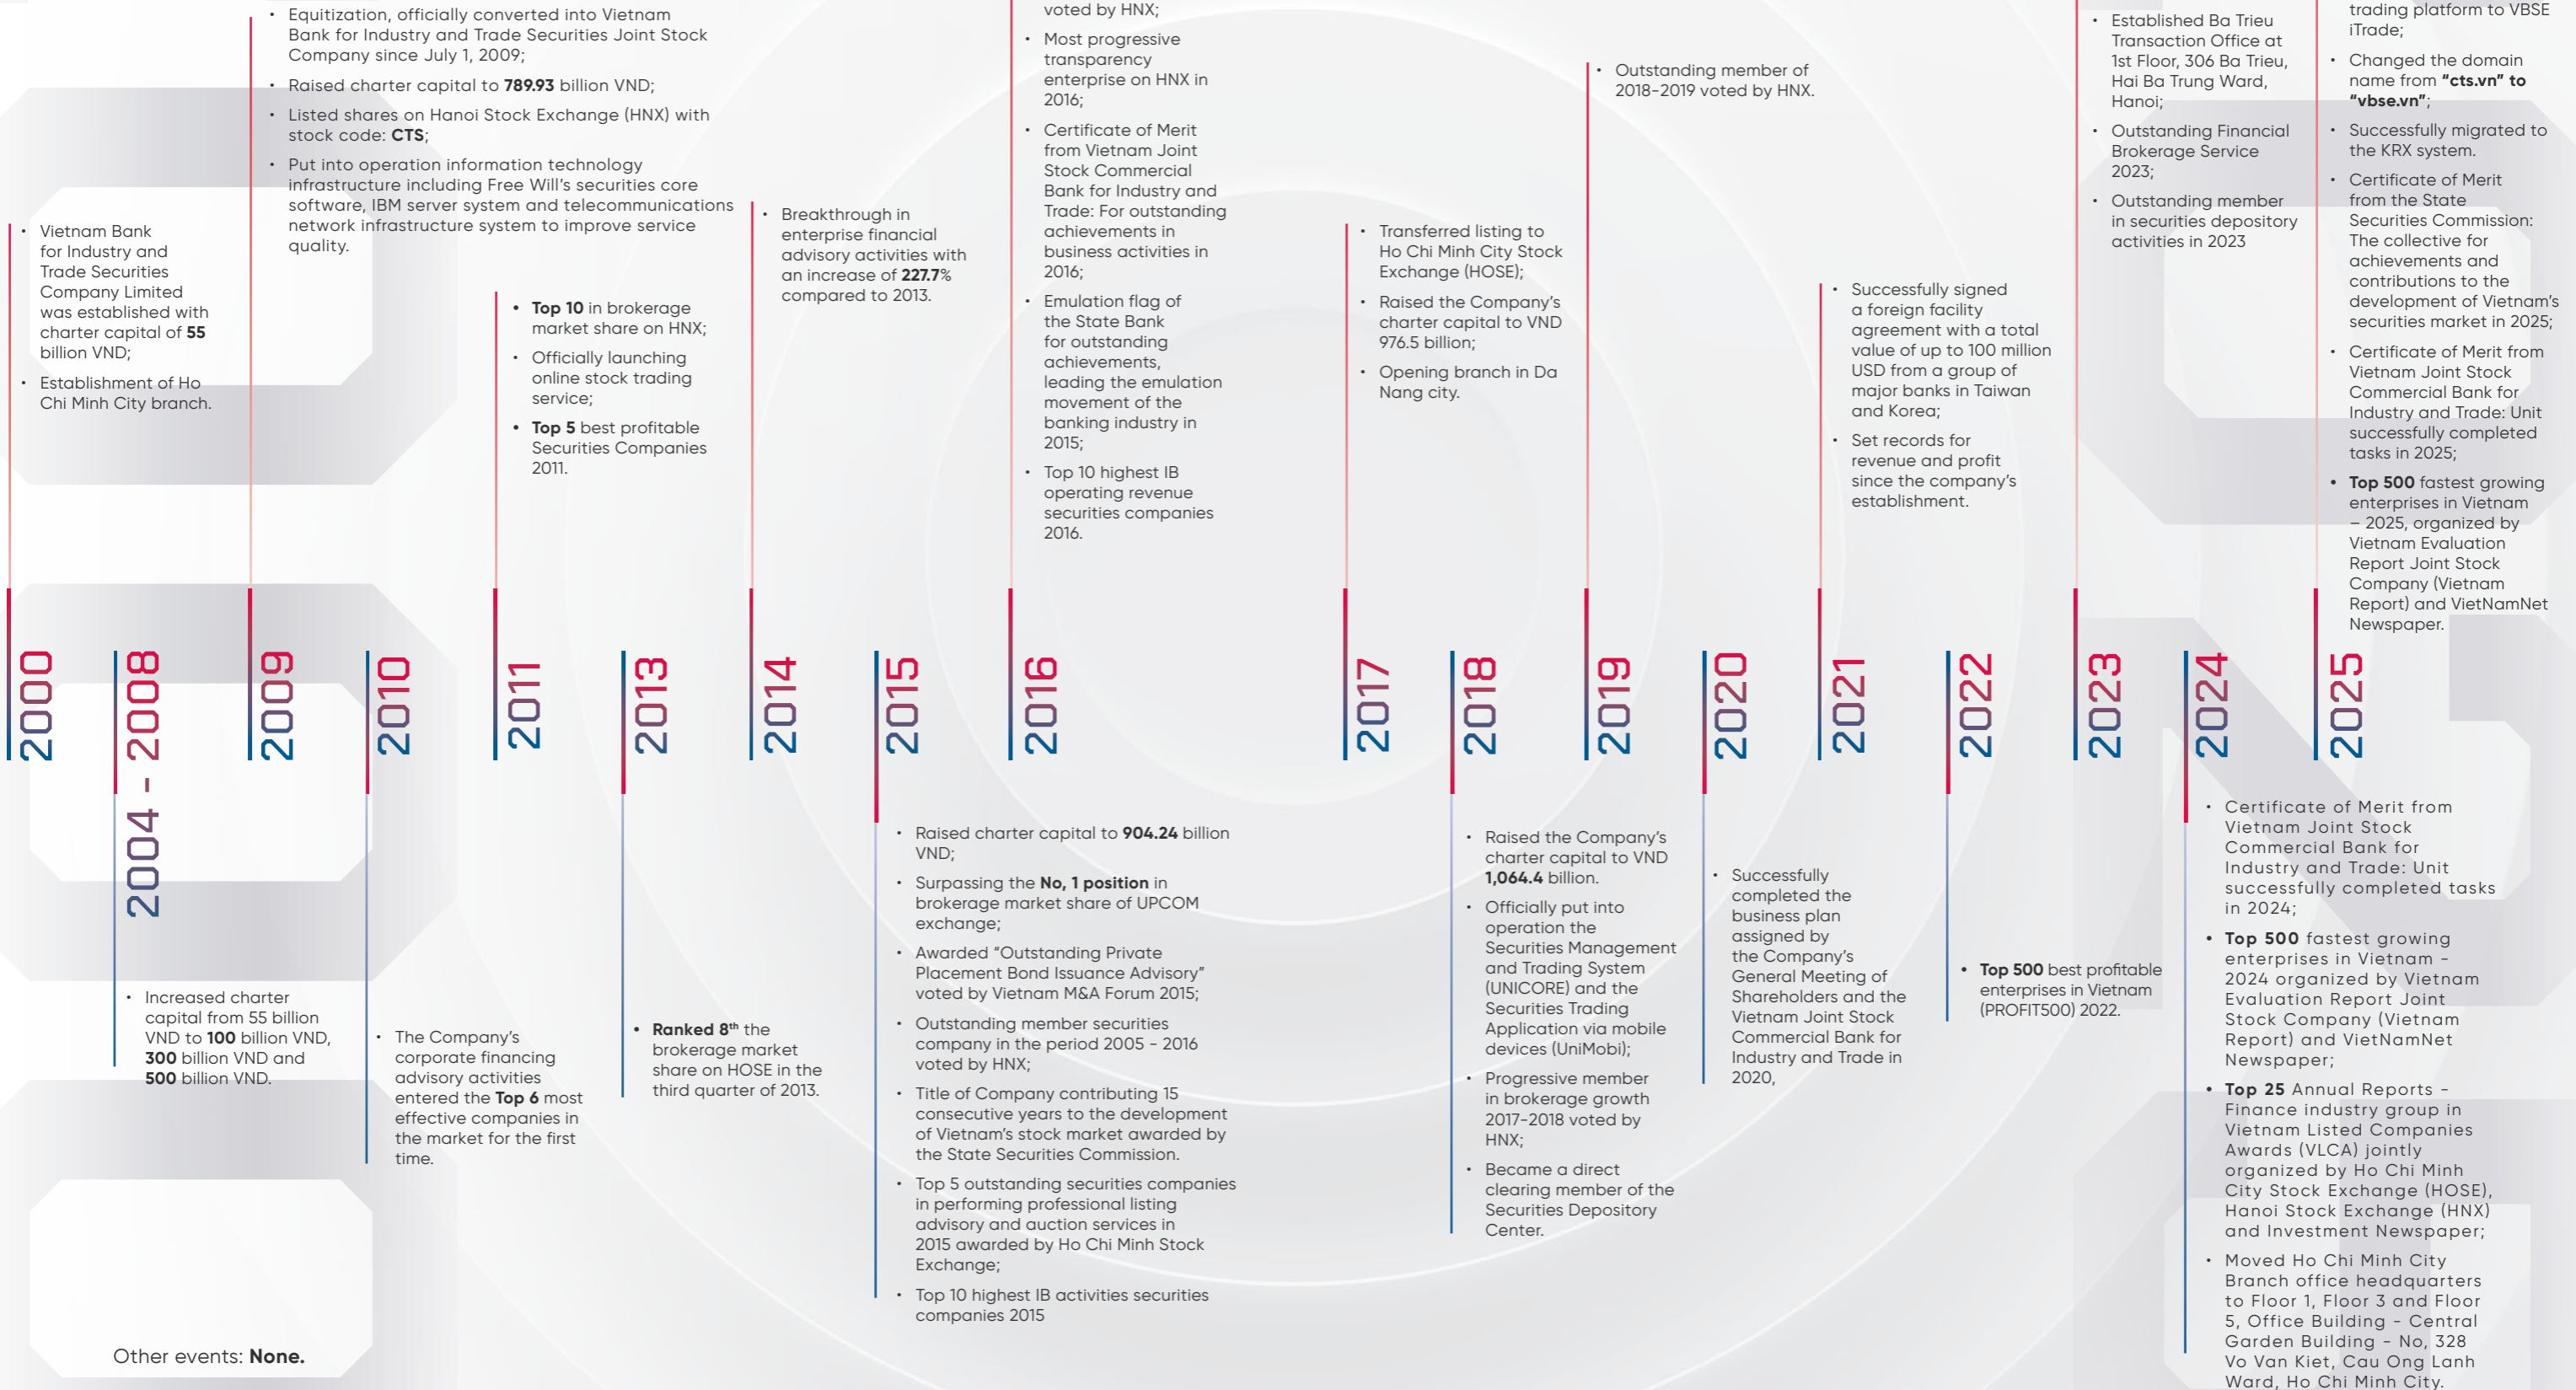 2000
Vietnam Bank
for Industry and
Trade Securities
Company Limited
was established with
charter capital of 55
billion VND;
Establishment of Ho
Chi Minh City branch.
2004 - 2008
Increased charter
capital from 55 billion
VND to 100 billion VND,
300 billion VND and
500 billion VND.
2009
Equitization, officially converted into Vietnam
Bank for Industry and Trade Securities Joint Stock
Company since July 1, 2009;
Raised charter capital to 789.93 billion VND;
Listed shares on Hanoi Stock Exchange (HNX) with
stock code: CTS;
Put into operation information technology
infrastructure including Free Will's securities core
software, IBM server system and telecommunications
network infrastructure system to improve service
quality.
2010
The Company's
corporate financing
advisory activities
entered the Top 6 most
effective companies in
the market for the first
time.
2011
Top 10 in brokerage
market share on HNX;
Officially launching
online stock trading
service;
Top 5 best profitable
Securities Companies
2011.
2013
Ranked 8th the
brokerage market
share on HOSE in the
third quarter of 2013.
2014
Breakthrough in
enterprise financial
advisory activities with
an increase of 227.7%
compared to 2013.
2015
Raised charter capital to 904.24 billion
VND;
Surpassing the No, 1 position in
brokerage market share of UPCOM
exchange;
Awarded "Outstanding Private
Placement Bond Issuance Advisory"
voted by Vietnam M&A Forum 2015;
Outstanding member securities
company in the period 2005 - 2016
voted by HNX;
Title of Company contributing 15
consecutive years to the development
of Vietnam's stock market awarded by
the State Securities Commission.
Top 5 outstanding securities companies
in performing professional listing
advisory and auction services in
2015 awarded by Ho Chi Minh Stock
Exchange;
Top 10 highest IB activities securities
companies 2015
2016
voted by HNX;
Most progressive
transparency
enterprise on HNX in
2016;
Certificate of Merit
from Vietnam Joint
Stock Commercial
Bank for Industry and
Trade: For outstanding
achievements in
business activities in
2016;
Emulation flag of
the State Bank
for outstanding
achievements,
leading the emulation
movement of the
banking industry in
2015;
Top 10 highest IB
operating revenue
securities companies
2016.
2017
Transferred listing to
Ho Chi Minh City Stock
Exchange (HOSE);
Raised the Company's
charter capital to VND
976.5 billion;
Opening branch in Da
Nang city.
2018
Raised the Company's
charter capital to VND
1,064.4 billion.
Officially put into
operation the
Securities Management
and Trading System
(UNICORE) and the
Securities Trading
Application via mobile
devices (UniMobi);
Progressive member
in brokerage growth
2017-2018 voted by
HNX;
Became a direct
clearing member of the
Securities Depository
Center.
2019
Outstanding member of
2018-2019 voted by HNX.
2020
Successfully
completed the
business plan
assigned by
the Company's
General Meeting of
Shareholders and the
Vietnam Joint Stock
Commercial Bank for
Industry and Trade in
2020,
2021
Successfully signed
a foreign facility
agreement with a total
value of up to 100 million
USD from a group of
major banks in Taiwan
and Korea;
Set records for
revenue and profit
since the company's
establishment.
2022
Top 500 best profitable
enterprises in Vietnam
(PROFIT500) 2022.
2023
Established Ba Trieu
Transaction Office at
1st Floor, 306 Ba Trieu,
Hai Ba Trung Ward,
Hanoi;
Outstanding Financial
Brokerage Service
2023;
Outstanding member
in securities depository
activities in 2023
2024
Certificate of Merit from
Vietnam Joint Stock
Commercial Bank for
Industry and Trade: Unit
successfully completed tasks
in 2024;
Top 500 fastest growing
enterprises in Vietnam -
2024 organized by Vietnam
Evaluation Report Joint
Stock Company (Vietnam
Report) and VietNamNet
Newspaper;
Top 25 Annual Reports -
Finance industry group in
Vietnam Listed Companies
Awards (VLCA) jointly
organized by Ho Chi Minh
City Stock Exchange (HOSE),
Hanoi Stock Exchange (HNX)
and Investment Newspaper;
Moved Ho Chi Minh City
Branch office headquarters
to Floor 1, Floor 3 and Floor
5, Office Building - Central
Garden Building - No, 328
Vo Van Kiet, Cau Ong Lanh
Ward, Ho Chi Minh City.
2025
trading platform to VBSE
iTrade;
Changed the domain
name from “cts.vn” to
“vbse.vn”;
Successfully migrated to
the KRX system.
Certificate of Merit
from the State
Securities Commission:
The collective for
achievements and
contributions to the
development of Vietnam's
securities market in 2025;
Certificate of Merit from
Vietnam Joint Stock
Commercial Bank for
Industry and Trade: Unit
successfully completed
tasks in 2025;
Top 500 fastest growing
enterprises in Vietnam
– 2025, organized by
Vietnam Evaluation
Report Joint Stock
Company (Vietnam
Report) and VietNamNet
Newspaper.
Other events: None.